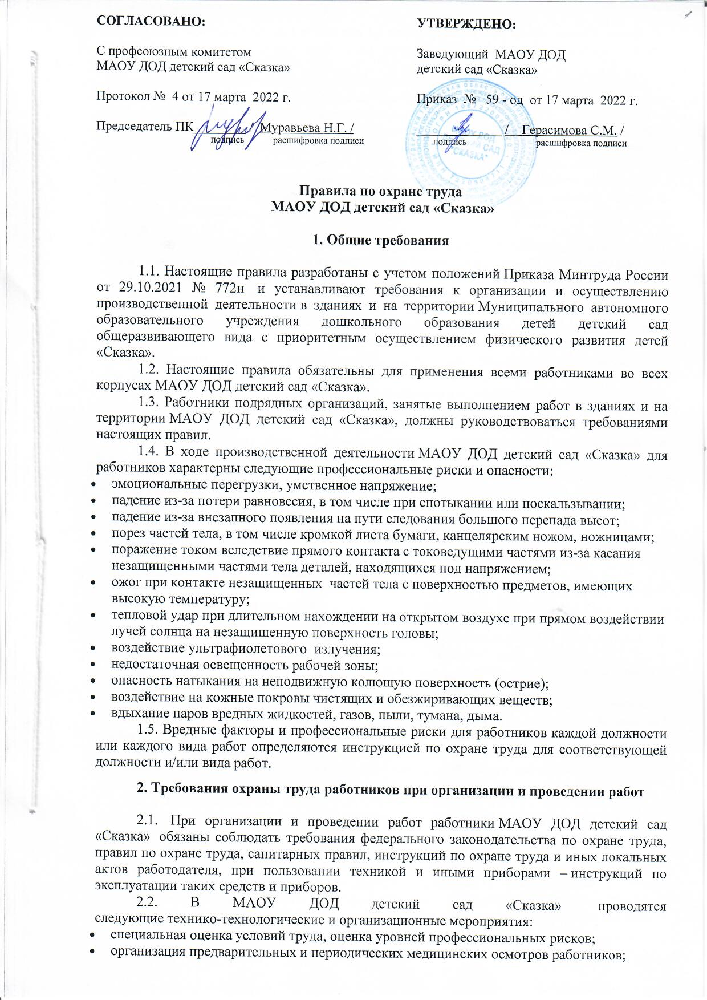 1
СОГЛАСОВАНО:
С профсоюзным комитетом
МАОУ ДОД детский сад «Сказка»
Протокол № 4 от 17 марта 2022 г.
Председатель ПК / Муравьева Н.Г. /
подпись расшифровка подписи
УТВЕРЖДЕНО:
Заведующий МАОУ ДОД
детский сад «Сказка»
Приказ № 59 - од от 17 марта 2022 г.
/ Герасимова С.М. /
подпись расшифровка подписи
МАОУ ДОД
ДЕТСКИЙ САД
"СКАЗКА"
Правила по охране труда
МАОУ ДОД детский сад «Сказка»
1. Общие требования
1.1. Настоящие правила разработаны с учетом положений Приказа Минтруда России
от 29.10.2021 № 772н и устанавливают требования к организации и осуществлению
производственной деятельности в зданиях и на территории Муниципального автономного
образовательного учреждения дошкольного образования детей детский сад
общеразвивающего вида с приоритетным осуществлением физического развития детей
«Сказка».
1.2. Настоящие правила обязательны для применения всеми работниками во всех
корпусах МАОУ ДОД детский сад «Сказка».
1.3. Работники подрядных организаций, занятые выполнением работ в зданиях и на
территории МАОУ ДОД детский сад «Сказка», должны руководствоваться требованиями
настоящих правил.
1.4. В ходе производственной деятельности МАОУ ДОД детский сад «Сказка» для
работников характерны следующие профессиональные риски и опасности:
• эмоциональные перегрузки, умственное напряжение;
• падение из-за потери равновесия, в том числе при спотыкании или поскальзывании;
• падение из-за внезапного появления на пути следования большого перепада высот;
• порез частей тела, в том числе кромкой листа бумаги, канцелярским ножом, ножницами;
• поражение током вследствие прямого контакта с токоведущими частями из-за касания
незащищенными частями тела деталей, находящихся под напряжением;
• ожог при контакте незащищенных частей тела с поверхностью предметов, имеющих
высокую температуру;
• тепловой удар при длительном нахождении на открытом воздухе при прямом воздействии
лучей солнца на незащищенную поверхность головы;
• воздействие ультрафиолетового излучения;
• недостаточная освещенность рабочей зоны;
• опасность натыкания на неподвижную колющую поверхность (острие);
• воздействие на кожные покровы чистящих и обезжиривающих веществ;
• вдыхание паров вредных жидкостей, газов, пыли, тумана, дыма.
1.5. Вредные факторы и профессиональные риски для работников каждой должности
или каждого вида работ определяются инструкцией по охране труда для соответствующей
должности и/или вида работ.
2. Требования охраны труда работников при организации и проведении работ
2.1. При организации и проведении работ работники МАОУ ДОД детский сад
«Сказка» обязаны соблюдать требования федерального законодательства по охране труда,
правил по охране труда, санитарных правил, инструкций по охране труда и иных локальных
актов работодателя, при пользовании техникой и иными приборами – инструкций по
эксплуатации таких средств и приборов.
2.2. В МАОУ ДОД детский сад «Сказка» проводятся
следующие технико-технологические и организационные мероприятия:
• специальная оценка условий труда, оценка уровней профессиональных рисков;
• организация предварительных и периодических медицинских осмотров работников;